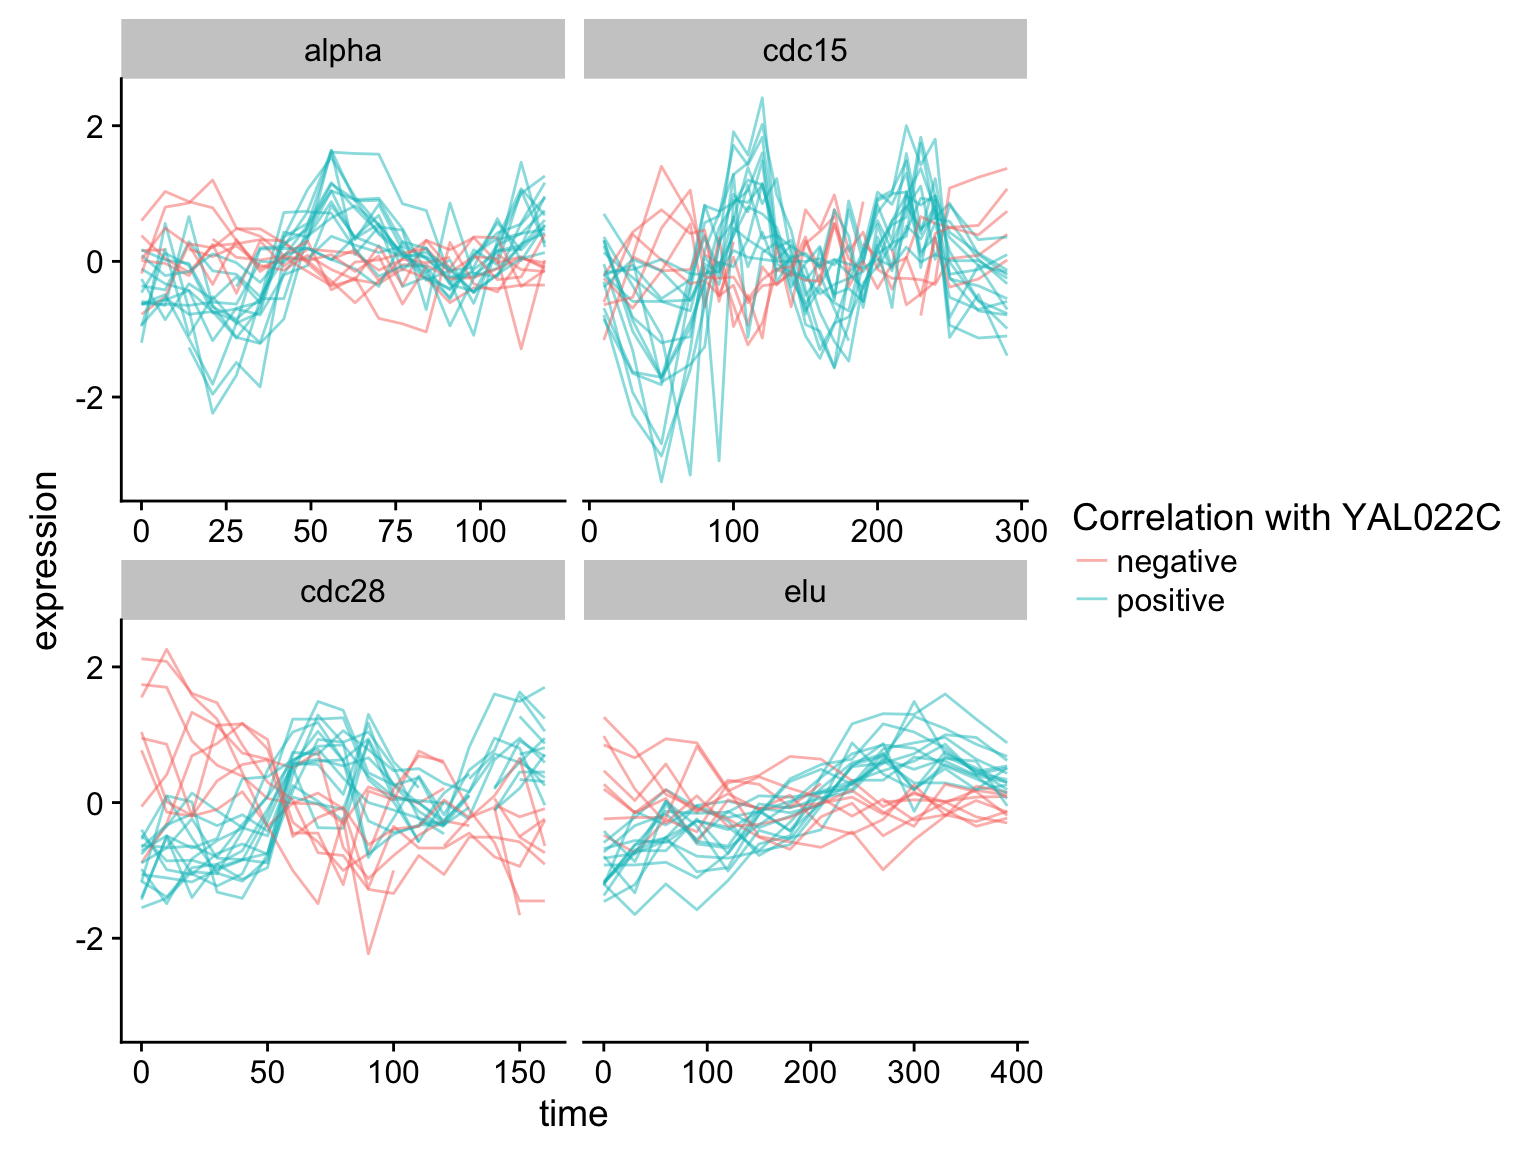 alpha
cdc15
2
0
-2
0 25 50 75 100
0 100 200 300
expression
Correlation with YAL022C
negative
positive
cdc28
elu
2
0
-2
0 50 100 150
0 100 200 300 400
time